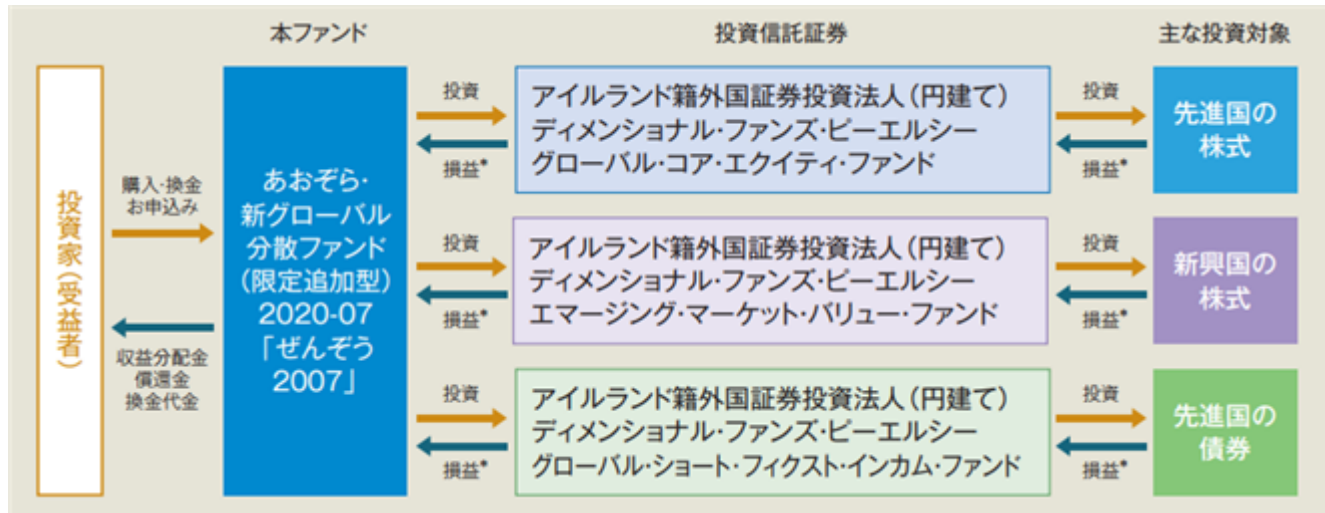 本ファンド
投資信託証券
主な投資対象
投資家(受益者)
購入・換金
お申込み
収益分配金
償還金
換金代金
あおぞら・
新グローバル
分散ファンド
(限定追加型)
2020-07
「ぜんぞう
2007」
投資
損益*
アイルランド籍外国証券投資法人(円建て)
ディメンショナル・ファンズ・ピーエルシー
グローバル・コア・エクイティ・ファンド
投資
損益*
先進国の
株式
投資
損益*
アイルランド籍外国証券投資法人(円建て)
ディメンショナル・ファンズ・ピーエルシー
エマージング・マーケット・バリュー・ファンド
投資
損益*
新興国の
株式
投資
損益*
アイルランド籍外国証券投資法人(円建て)
ディメンショナル・ファンズ・ピーエルシー
グローバル・ショート・フィクスト・インカム・ファンド
投資
損益*
先進国の
債券